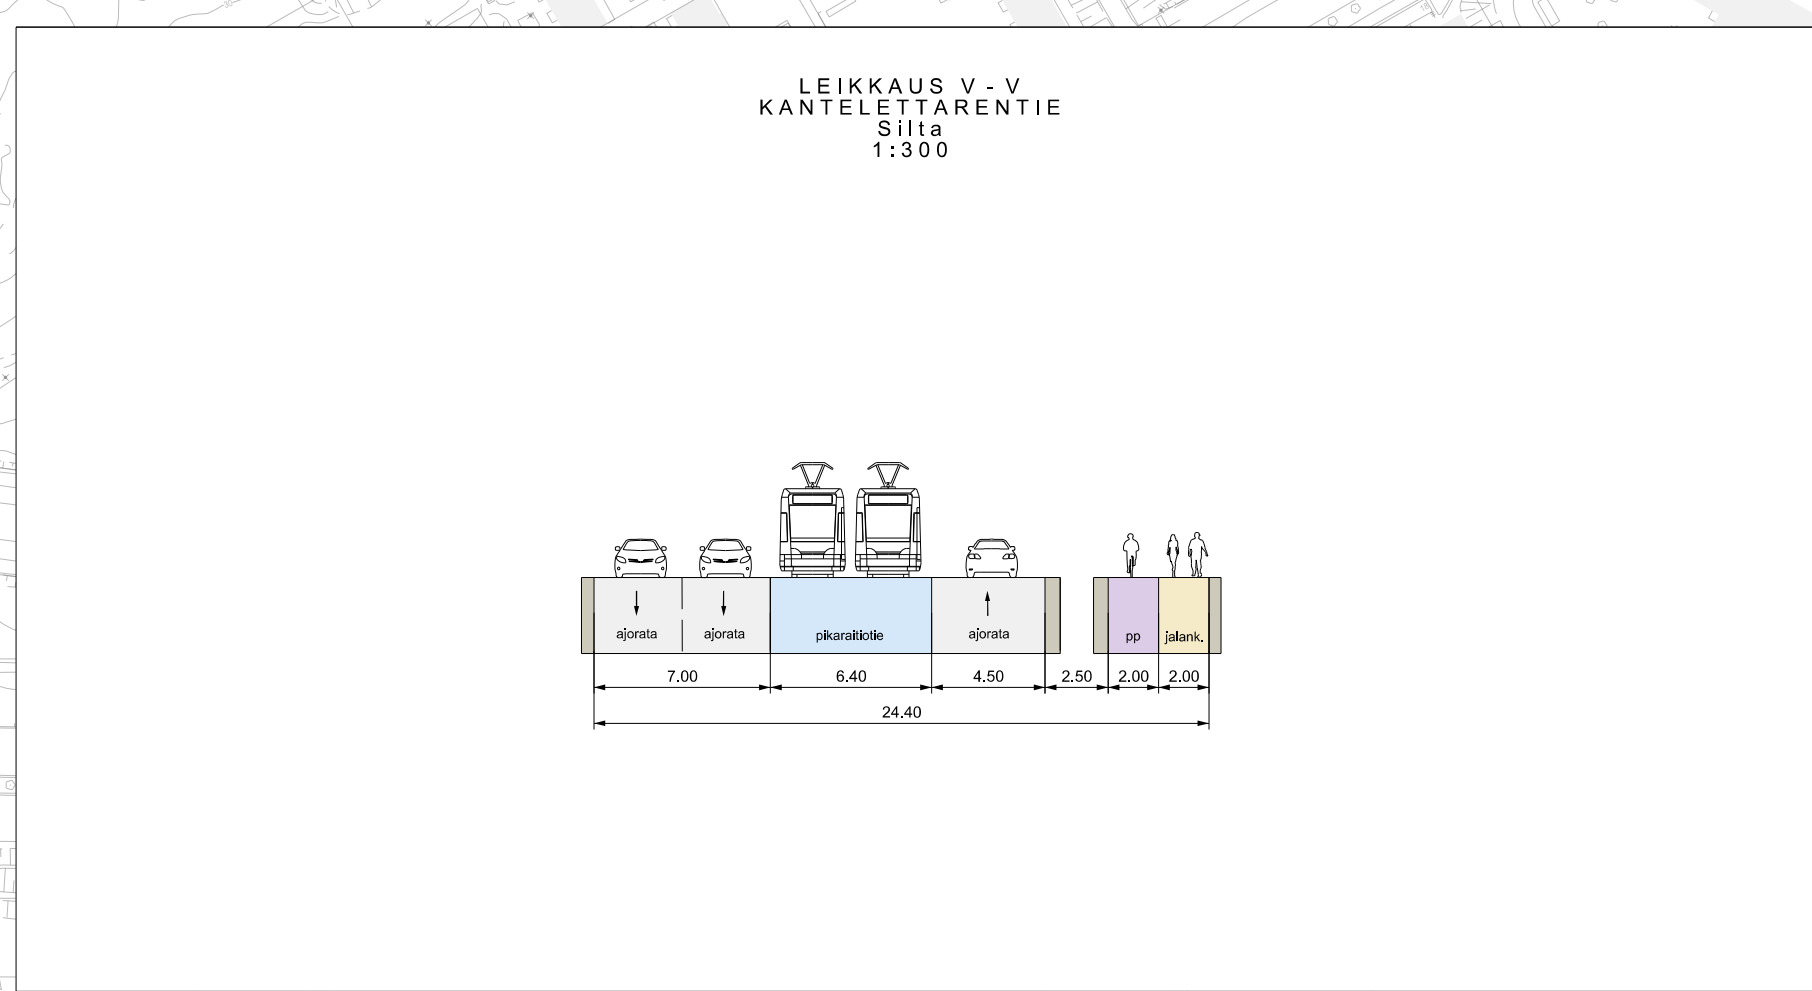 LEIKKAUS V - V
KANTELETTARENTIE
Silta
1:300
ajorata ajorata pikaraitiotie ajorata pp jalank.
7.00 6.40 4.50 2.50 2.00 2.00
24.40